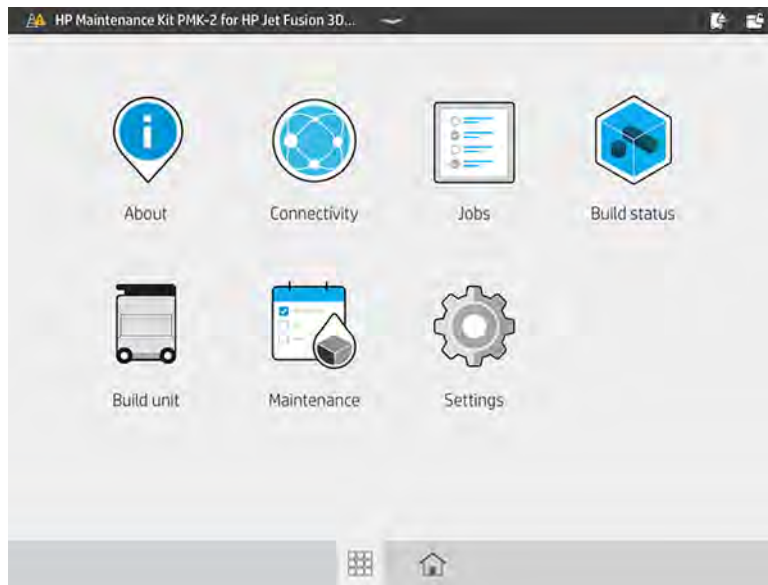 HP Maintenance Kit PMK-2 for HP Jet Fusion 3D...
About
Connectivity
Jobs
Build status
Build unit
Maintenance
Settings